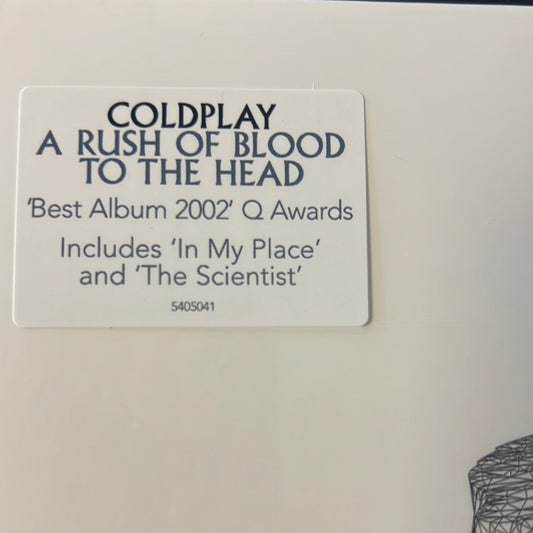 COLDPLAY
A RUSH OF BLOOD
TO THE HEAD
'Best Album 2002' Q Awards
Includes 'In My Place'
and 'The Scientist'
5405041